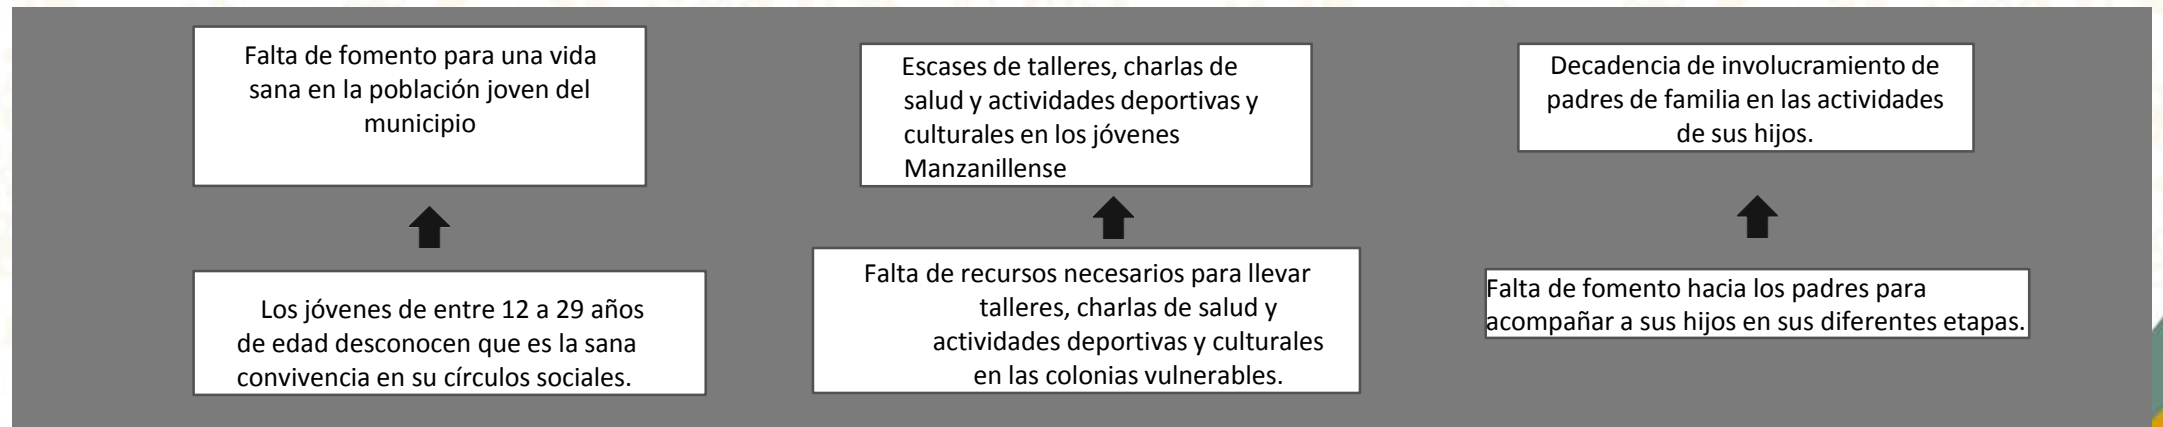 Falta de fomento para una vida
sana en la población joven del
municipio
Escases de talleres, charlas de
salud y actividades deportivas y
culturales en los jóvenes
Manzanillense
Decadencia de involucramiento de
padres de familia en las actividades
de sus hijos.
Los jóvenes de entre 12 a 29 años
de edad desconocen que es la sana
convivencia en su círculos sociales.
Falta de recursos necesarios para llevar
talleres, charlas de salud y
actividades deportivas y culturales
en las colonias vulnerables.
Falta de fomento hacia los padres para
acompañar a sus hijos en sus diferentes etapas.